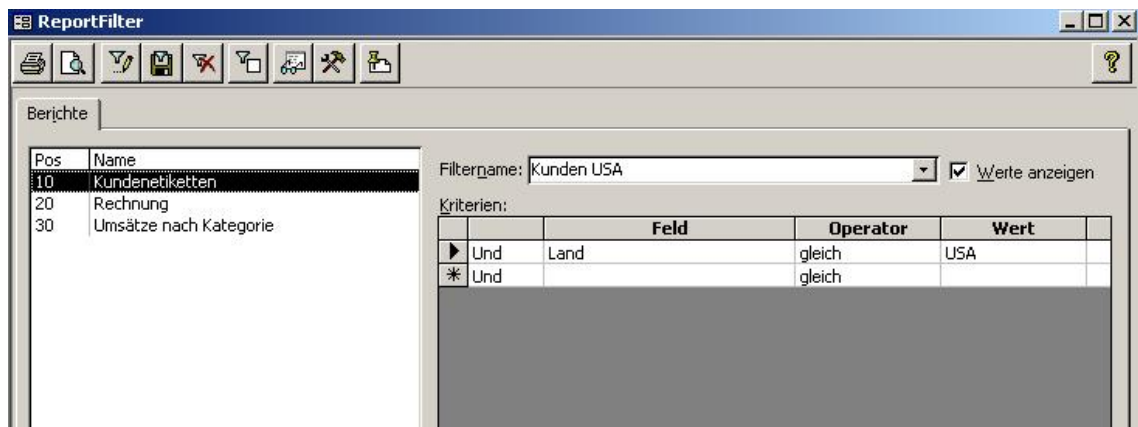 ReportFilter
Berichte
Pos Name
10 Kundenetiketten
20 Rechnung
30 Umsätze nach Kategorie
Filtername: Kunden USA Werte anzeigen
Kriterien:
Feld Operator Wert
Und Land gleich USA
Und gleich